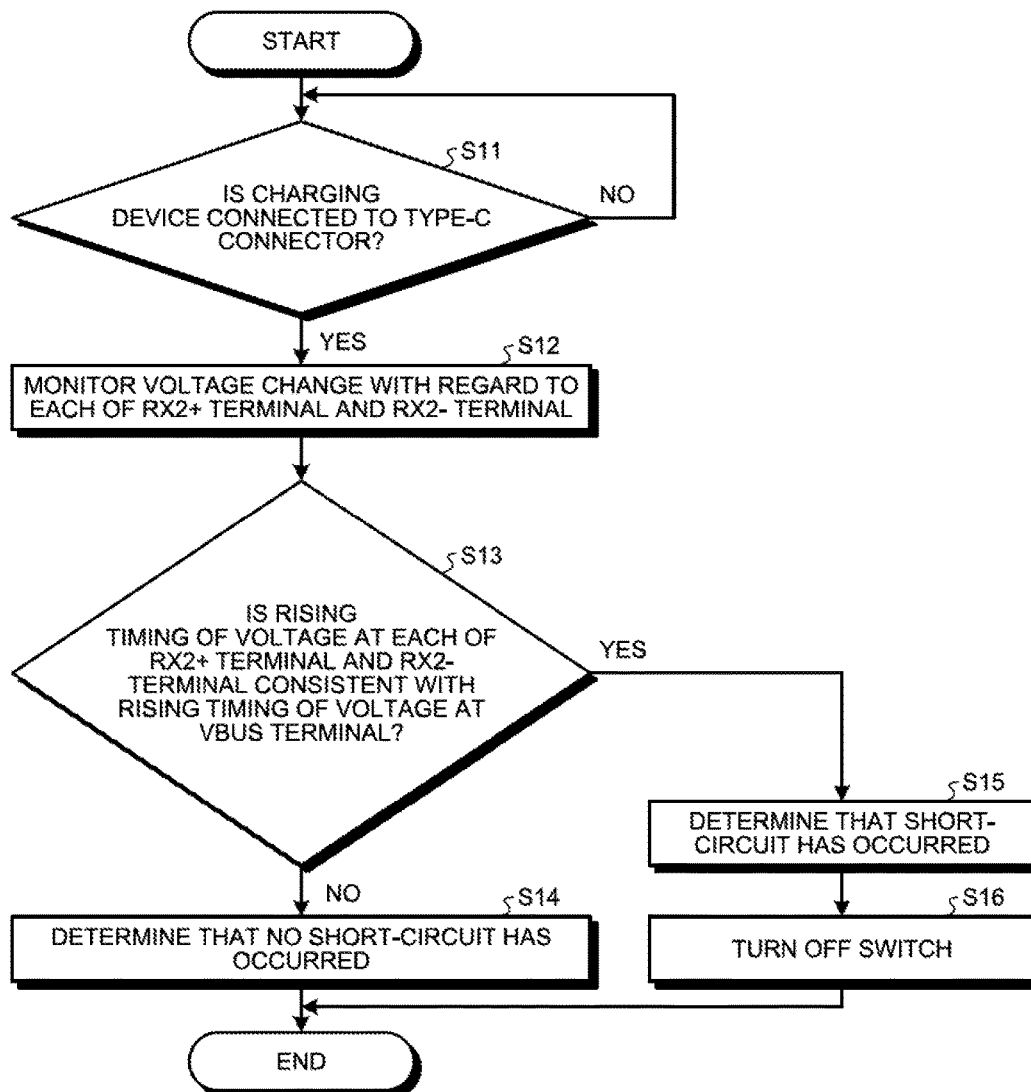 START
S11
IS CHARGING
DEVICE CONNECTED TO TYPE-C
CONNECTOR?
NO
YES
S12
MONITOR VOLTAGE CHANGE WITH REGARD TO
EACH OF RX2+ TERMINAL AND RX2- TERMINAL
S13
IS RISING
TIMING OF VOLTAGE AT EACH OF
RX2+ TERMINAL AND RX2-
TERMINAL CONSISTENT WITH
RISING TIMING OF VOLTAGE AT
VBUS TERMINAL?
YES
S15
DETERMINE THAT SHORT-
CIRCUIT HAS OCCURRED
NO
S14
DETERMINE THAT NO SHORT-CIRCUIT HAS
OCCURRED
S16
TURN OFF SWITCH
END